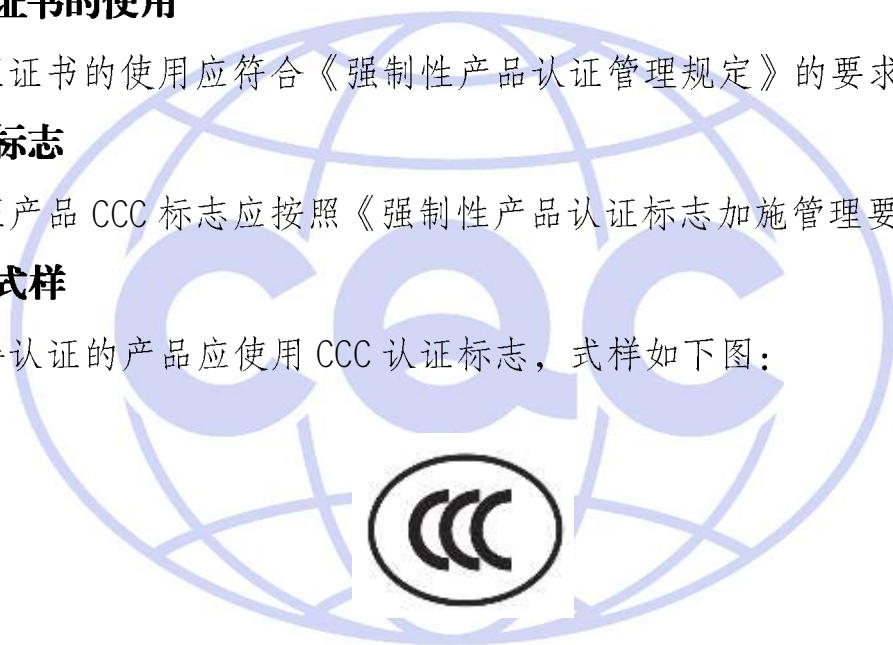 证书的使用
证书的使用应符合《强制性产品认证管理规定》的要求
标志
产品 CCC 标志应按照《强制性产品认证标志加施管理要
式样
认证的产品应使用 CCC 认证标志，式样如下图：
CQC
CCC